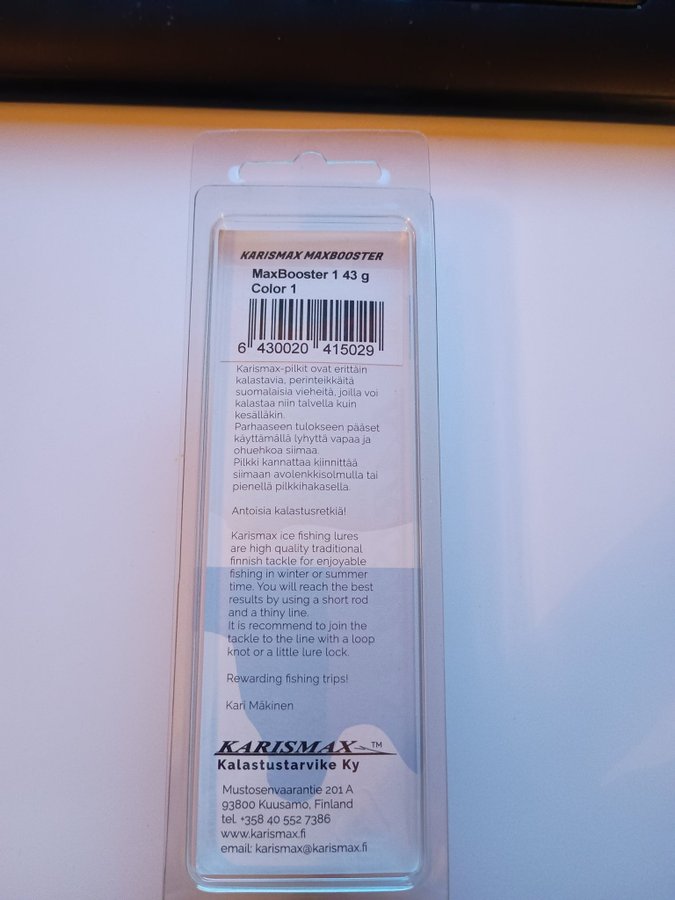 KARISMAX MAXBOOSTER
MaxBooster 1 43 g
Color 1
6 430020 415029
Karismax-pilkit ovat erittäin
kalastavia, perinteikkäitä
suomalaisia vieheitä, joilla voi
kalastaa niin talvella kuin
kesälläkin.
Parhaaseen tulokseen pääset
käyttämällä lyhyttä vapaa ja
ohuehkoa siimaa.
Pilkki kannattaa kiinnittää
siimaan avolenkkisolmulla tai
pienellä pilkkihakasella.
Antoisia kalastusretkiä!
Karismax ice fishing lures
are high quality traditional
finnish tackle for enjoyable
fishing in winter or summer
time. You will reach the best
results by using a short rod
and a thiny line.
It is recommend to join the
tackle to the line with a loop
knot or a little lure lock.
Rewarding fishing trips!
Kari Mäkinen
KARISMAX ™
Kalastustarvike Ky
Mustosenvaarantie 201 A
93800 Kuusamo, Finland
tel. +358 40 552 7386
www.karismax.fi
email: karismax@karismax.fi